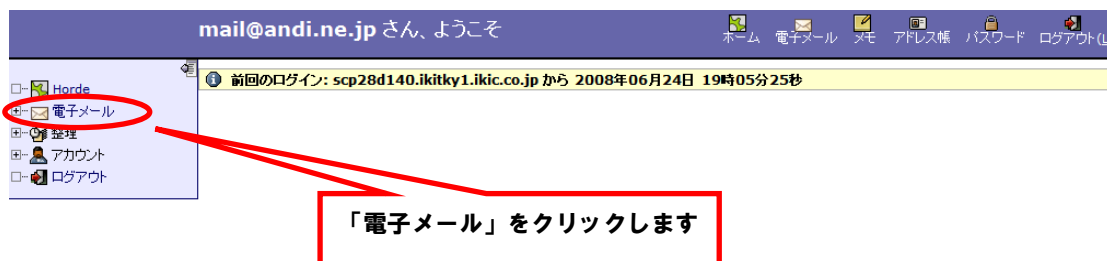 mail@andi.ne.jp さん、ようこそ
ホーム 電子メール メモ アドレス帳 パスワード ログアウト(L
前回のログイン: scp28d140.ikitky1.ikic.co.jp から 2008年06月24日 19時05分25秒
Horde
電子メール
整理
アカウント
ログアウト
「電子メール」をクリックします